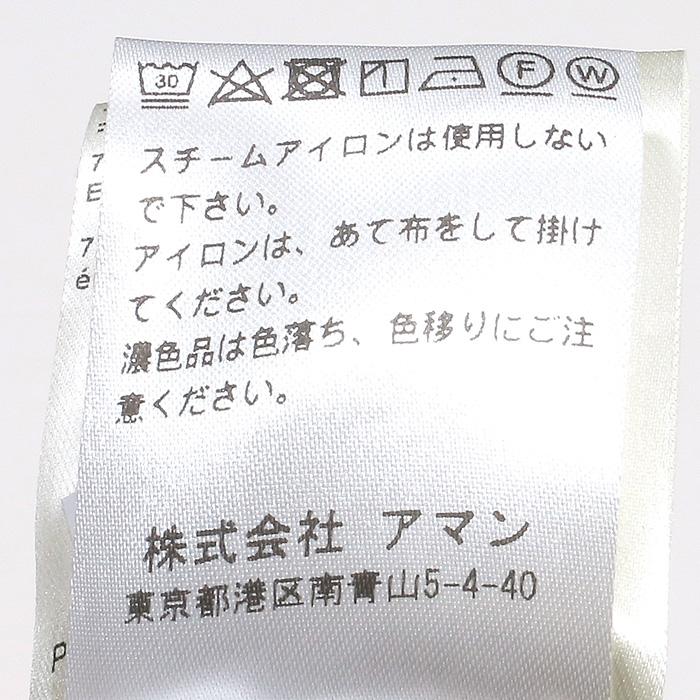 30 F W
スチームアイロンは使用しない
で下さい。
アイロンは、あて布をして掛け
てください。
濃色品は色落ち、色移りにご注
意ください。
株式会社 アマン
東京都港区南青山5-4-40
7
E
7
é
P